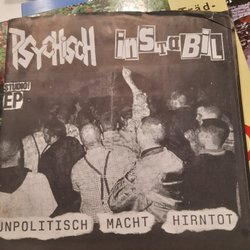 PSYCHISCH INSTABIL
STUDIO!
EP
UNPOLITISCH MACHT HIRNTOT